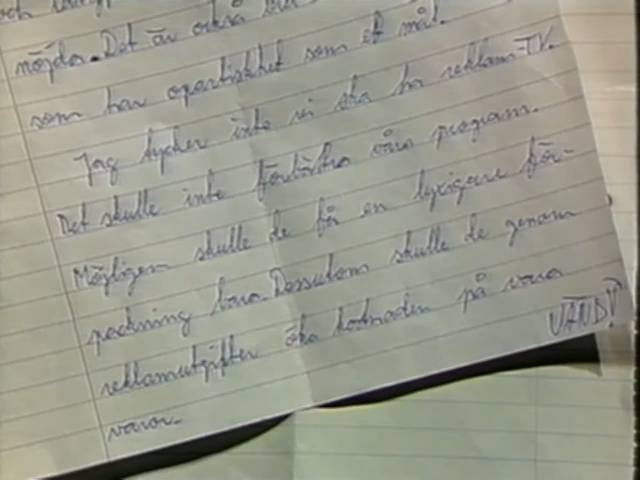 nöjda. Det är också
som har opartiskhet som ett mål.
Jag tycker inte vi ska ha reklam-TV.
Det skulle inte förbättra våra program.
Möjligen skulle de få en lyxigare för-
packning bara. Dessutom skulle de genom
reklamutgifter öka kostnaden på våra
varor.
VÄND!